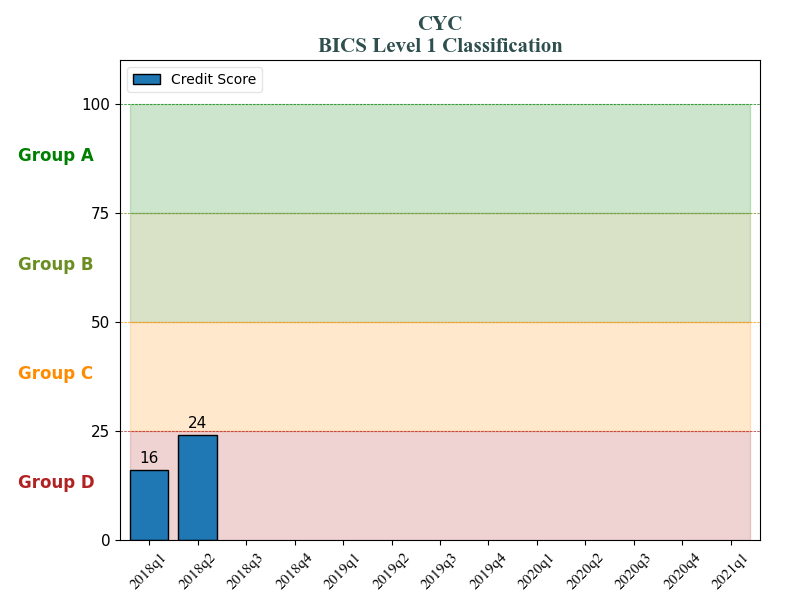 CYC
BICS Level 1 Classification
Credit Score
100
Group A
75
Group B
50
Group C
25
24
16
Group D
0
2018q1 2018q2 2018q3 2018q4 2019q1 2019q2 2019q3 2019q4 2020q1 2020q2 2020q3 2020q4 2021q1